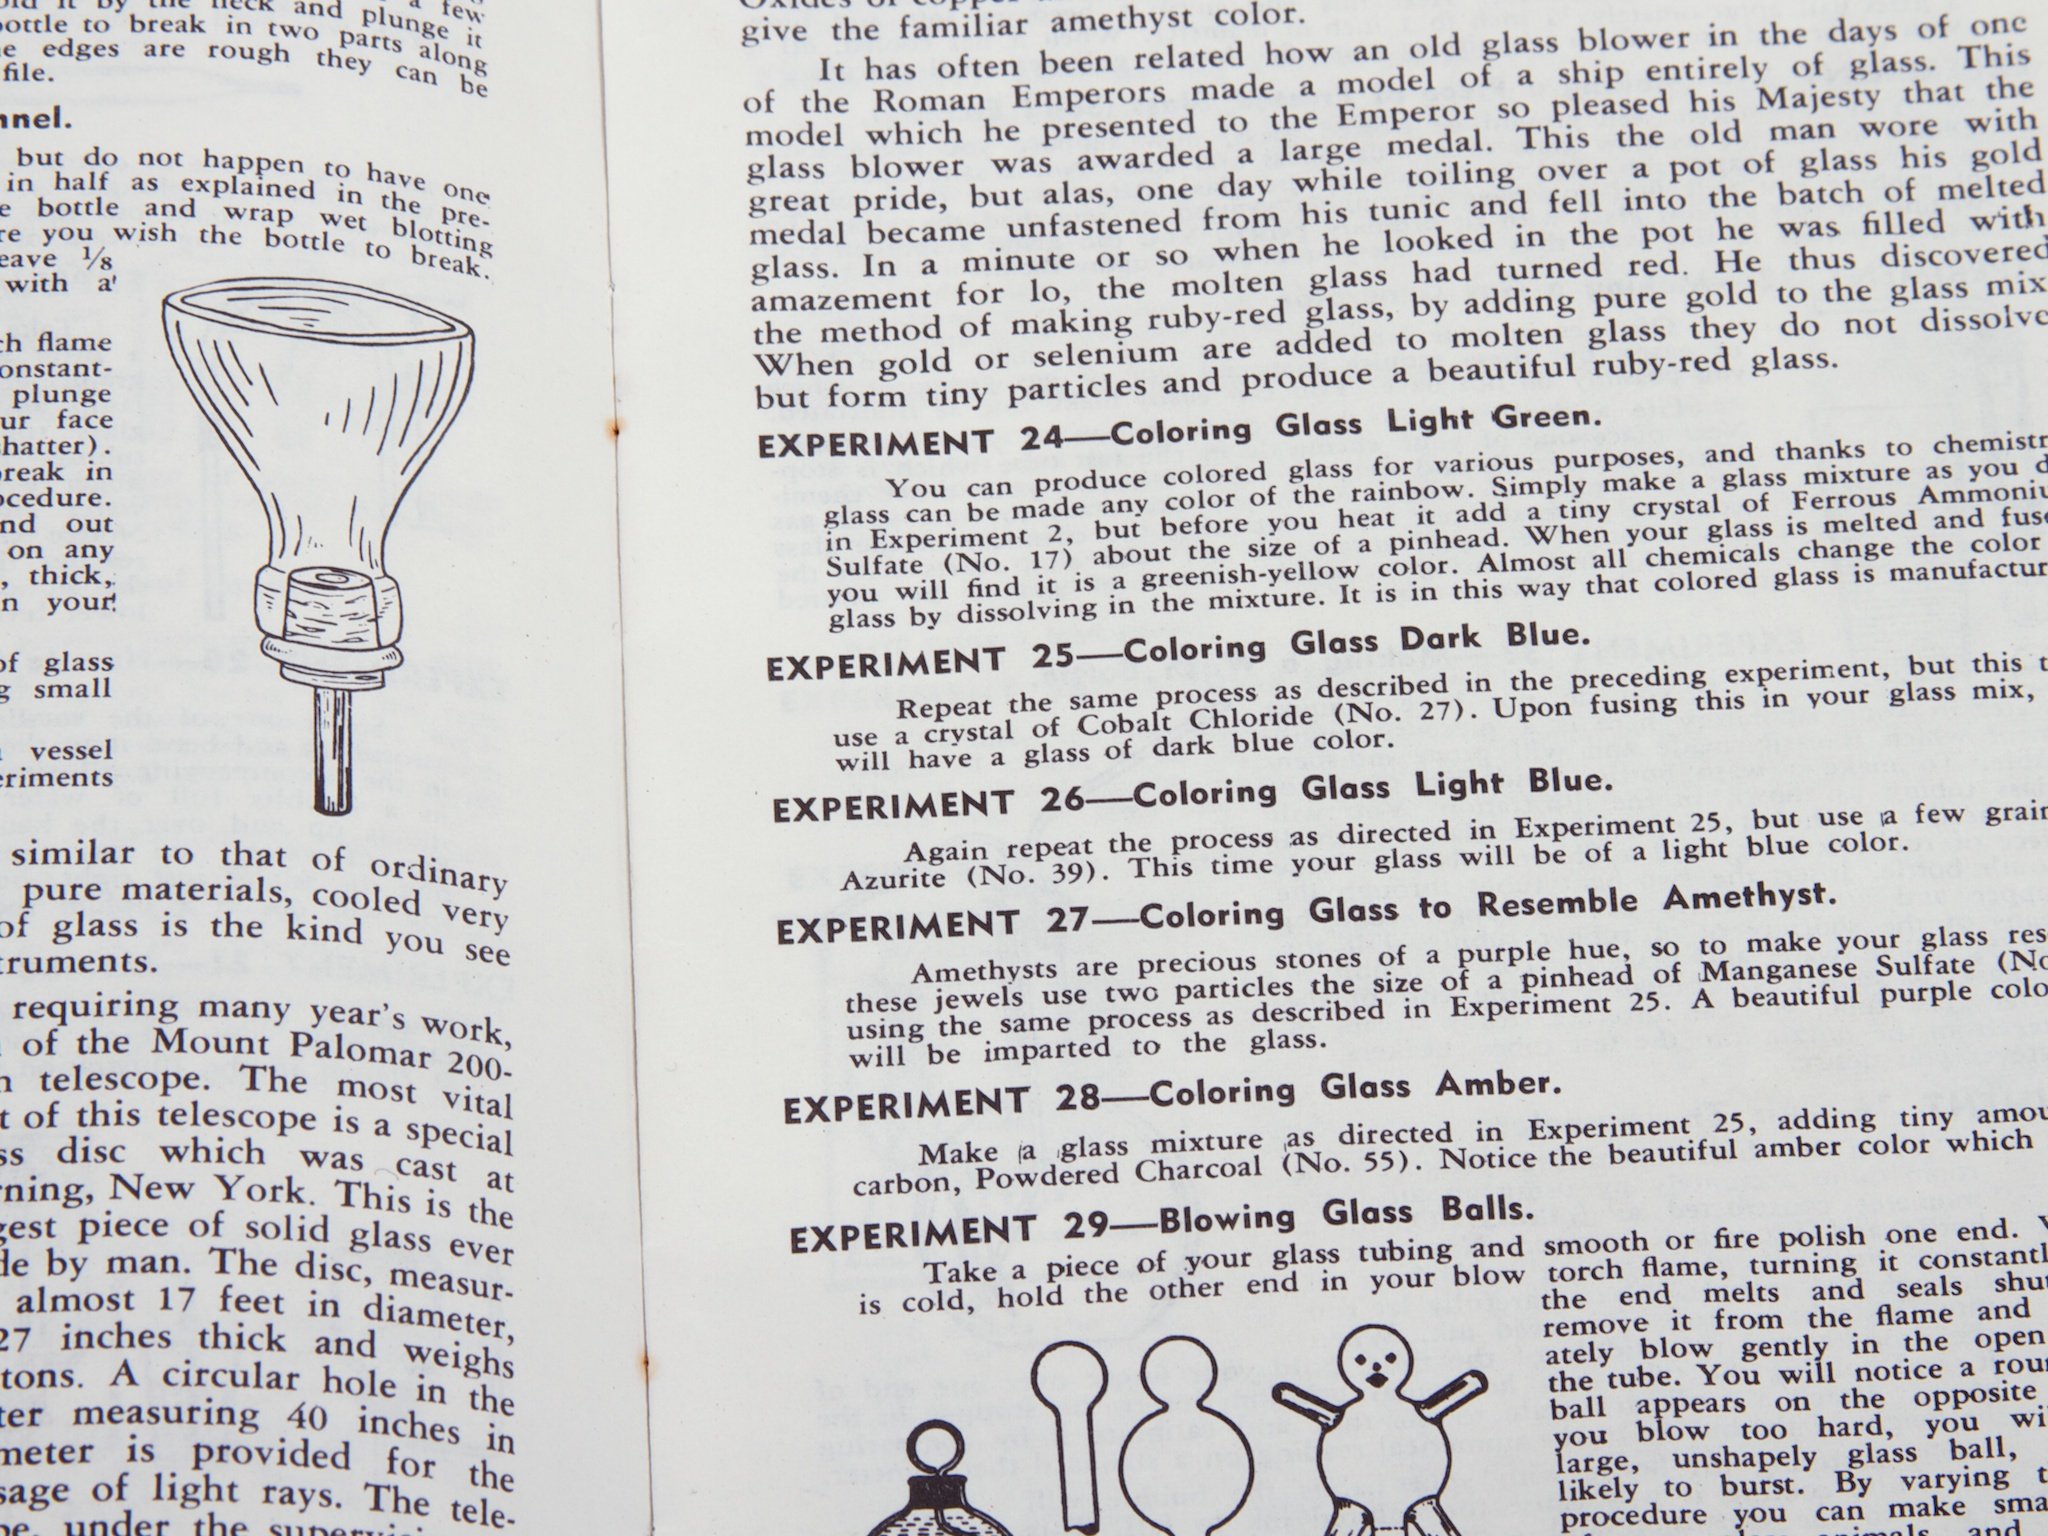 a few
by the neck and plunge it
bottle to break in two parts along
edges are rough they can be
file.
but do not happen to have one
in half as explained in the pre-
bottle and wrap wet blotting
you wish the bottle to break.
⅛
with a
flame
plunge
face
break in
out
on any
thick,
your
of glass
small
vessel
similar to that of ordinary
pure materials, cooled very
of glass is the kind you see
requiring many year's work,
of the Mount Palomar 200-
telescope. The most vital
of this telescope is a special
disc which was cast at
New York. This is the
piece of solid glass ever
by man. The disc, measur-
almost 17 feet in diameter,
27 inches thick and weighs
tons. A circular hole in the
measuring 40 inches in
is provided for the
of light rays. The tele-
under the
give the familiar amethyst color.
It has often been related how an old glass blower in the days of one
of the Roman Emperors made a model of a ship entirely of glass. This
model which he presented to the Emperor so pleased his Majesty that the
glass blower was awarded a large medal. This the old man wore with
great pride, but alas, one day while toiling over a pot of glass his gold
medal became unfastened from his tunic and fell into the batch of melted
glass. In a minute or so when he looked in the pot he was filled with
amazement for lo, the molten glass had turned red. He thus discovered
the method of making ruby-red glass, by adding pure gold to the glass mix
When gold or selenium are added to molten glass they do not dissolve
but form tiny particles and produce a beautiful ruby-red glass.
EXPERIMENT 24—Coloring Glass Light Green.
You can produce colored glass for various purposes, and thanks to chemistr
glass can be made any color of the rainbow. Simply make a glass mixture as you
in Experiment 2, but before you heat it add a tiny crystal of Ferrous Ammoniu
Sulfate (No. 17) about the size of a pinhead. When your glass is melted and fuse
you will find it is a greenish-yellow color. Almost all chemicals change the color
glass by dissolving in the mixture. It is in this way that colored glass is manufactur
EXPERIMENT 25—Coloring Glass Dark Blue.
Repeat the same process as described in the preceding experiment, but this
use a crystal of Cobalt Chloride (No. 27). Upon fusing this in your glass mix,
will have a glass of dark blue color.
EXPERIMENT 26—Coloring Glass Light Blue.
Again repeat the process as directed in Experiment 25, but use a few grain
Azurite (No. 39). This time your glass will be of a light blue color.
EXPERIMENT 27—Coloring Glass to Resemble Amethyst.
Amethysts are precious stones of a purple hue, so to make your glass rese
these jewels use two particles the size of a pinhead of Manganese Sulfate (No
using the same process as described in Experiment 25. A beautiful purple colo
will be imparted to the glass.
EXPERIMENT 28—Coloring Glass Amber.
Make a glass mixture as directed in Experiment 25, adding tiny amou
carbon, Powdered Charcoal (No. 55). Notice the beautiful amber color which
EXPERIMENT 29—Blowing Glass Balls.
Take a piece of your glass tubing and smooth or fire polish one end.
is cold, hold the other end in your blow torch flame, turning it constantl
the end melts and seals shut
remove it from the flame and
ately blow gently in the open
the tube. You will notice a roun
ball appears on the opposite
you blow too hard, you wi
large, unshapely glass ball,
likely to burst. By varying
procedure you can make sma